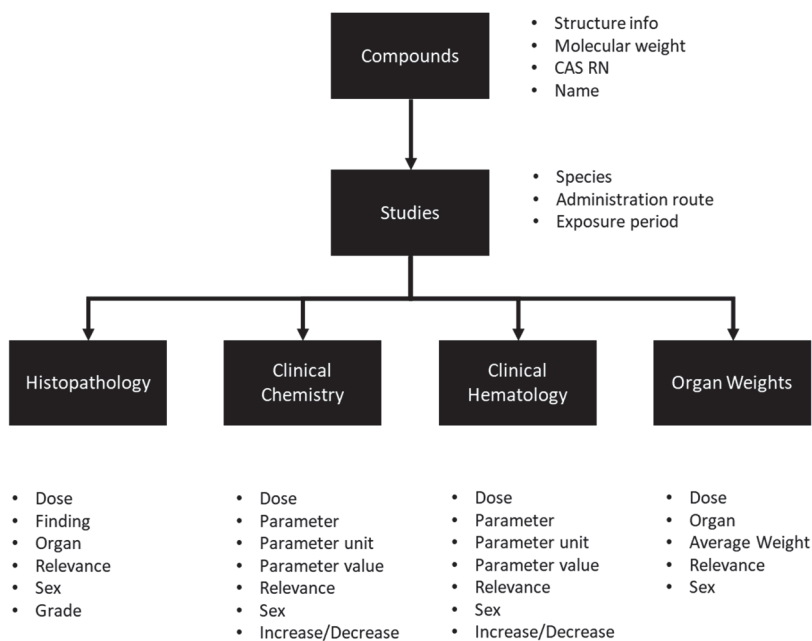 Compounds
• Structure info
• Molecular weight
• CAS RN
• Name
Studies
• Species
• Administration route
• Exposure period
Histopathology
Clinical
Chemistry
Clinical
Hematology
Organ Weights
• Dose
• Finding
• Organ
• Relevance
• Sex
• Grade
• Dose
• Parameter
• Parameter unit
• Parameter value
• Relevance
• Sex
• Increase/Decrease
• Dose
• Parameter
• Parameter unit
• Parameter value
• Relevance
• Sex
• Increase/Decrease
• Dose
• Organ
• Average Weight
• Relevance
• Sex